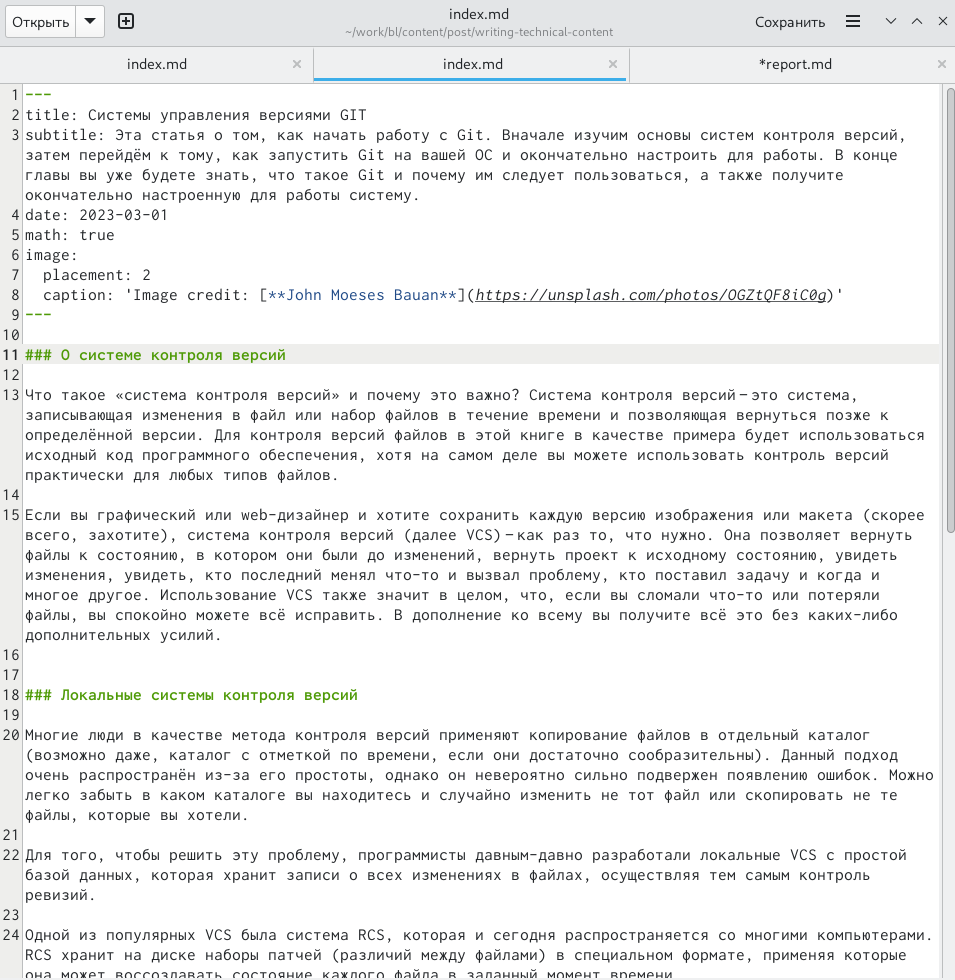 Открыть
index.md
~/work/bl/content/post/writing-technical-content
Сохранить
index.md
index.md
*report.md
1 ---
2 title: Системы управления версиями GIT
3 subtitle: Эта статья о том, как начать работу с Git. Вначале изучим основы систем контроля версий,
затем перейдём к тому, как запустить Git на вашей ОС и окончательно настроить для работы. В конце
главы вы уже будете знать, что такое Git и почему им следует пользоваться, а также получите
окончательно настроенную для работы систему.
4 date: 2023-03-01
5 math: true
6 image:
7 placement: 2
8 caption: 'Image credit: [**John Moeses Bauan**](https://unsplash.com/photos/OGZtQF8iC0g)'
9 ---
10
11 ### О системе контроля версий
12
13 Что такое «система контроля версий» и почему это важно? Система контроля версий — это система,
записывающая изменения в файл или набор файлов в течение времени и позволяющая вернуться позже к
определённой версии. Для контроля версий файлов в этой книге в качестве примера будет использоваться
исходный код программного обеспечения, хотя на самом деле вы можете использовать контроль версий
практически для любых типов файлов.
14
15 Если вы графический или web-дизайнер и хотите сохранить каждую версию изображения или макета (скорее
всего, захотите), система контроля версий (далее VCS) — как раз то, что нужно. Она позволяет вернуть
файлы к состоянию, в котором они были до изменений, вернуть проект к исходному состоянию, увидеть
изменения, увидеть, кто последний менял что-то и вызвал проблему, кто поставил задачу и когда и
многое другое. Использование VCS также значит в целом, что, если вы сломали что-то или потеряли
файлы, вы спокойно можете всё исправить. В дополнение ко всему вы получите всё это без каких-либо
дополнительных усилий.
16
17
18 ### Локальные системы контроля версий
19
20 Многие люди в качестве метода контроля версий применяют копирование файлов в отдельный каталог
(возможно даже, каталог с отметкой по времени, если они достаточно сообразительны). Данный подход
очень распространён из-за его простоты, однако он невероятно сильно подвержен появлению ошибок. Можно
легко забыть в каком каталоге вы находитесь и случайно изменить не тот файл или скопировать не те
файлы, которые вы хотели.
21
22 Для того, чтобы решить эту проблему, программисты давным-давно разработали локальные VCS с простой
базой данных, которая хранит записи о всех изменениях в файлах, осуществляя тем самым контроль
ревизий.
23
24 Одной из популярных VCS была система RCS, которая и сегодня распространяется со многими компьютерами.
RCS хранит на диске наборы патчей (различий между файлами) в специальном формате, применяя которые
она может воссоздавать состояние каждого файла в заданный момент времени.